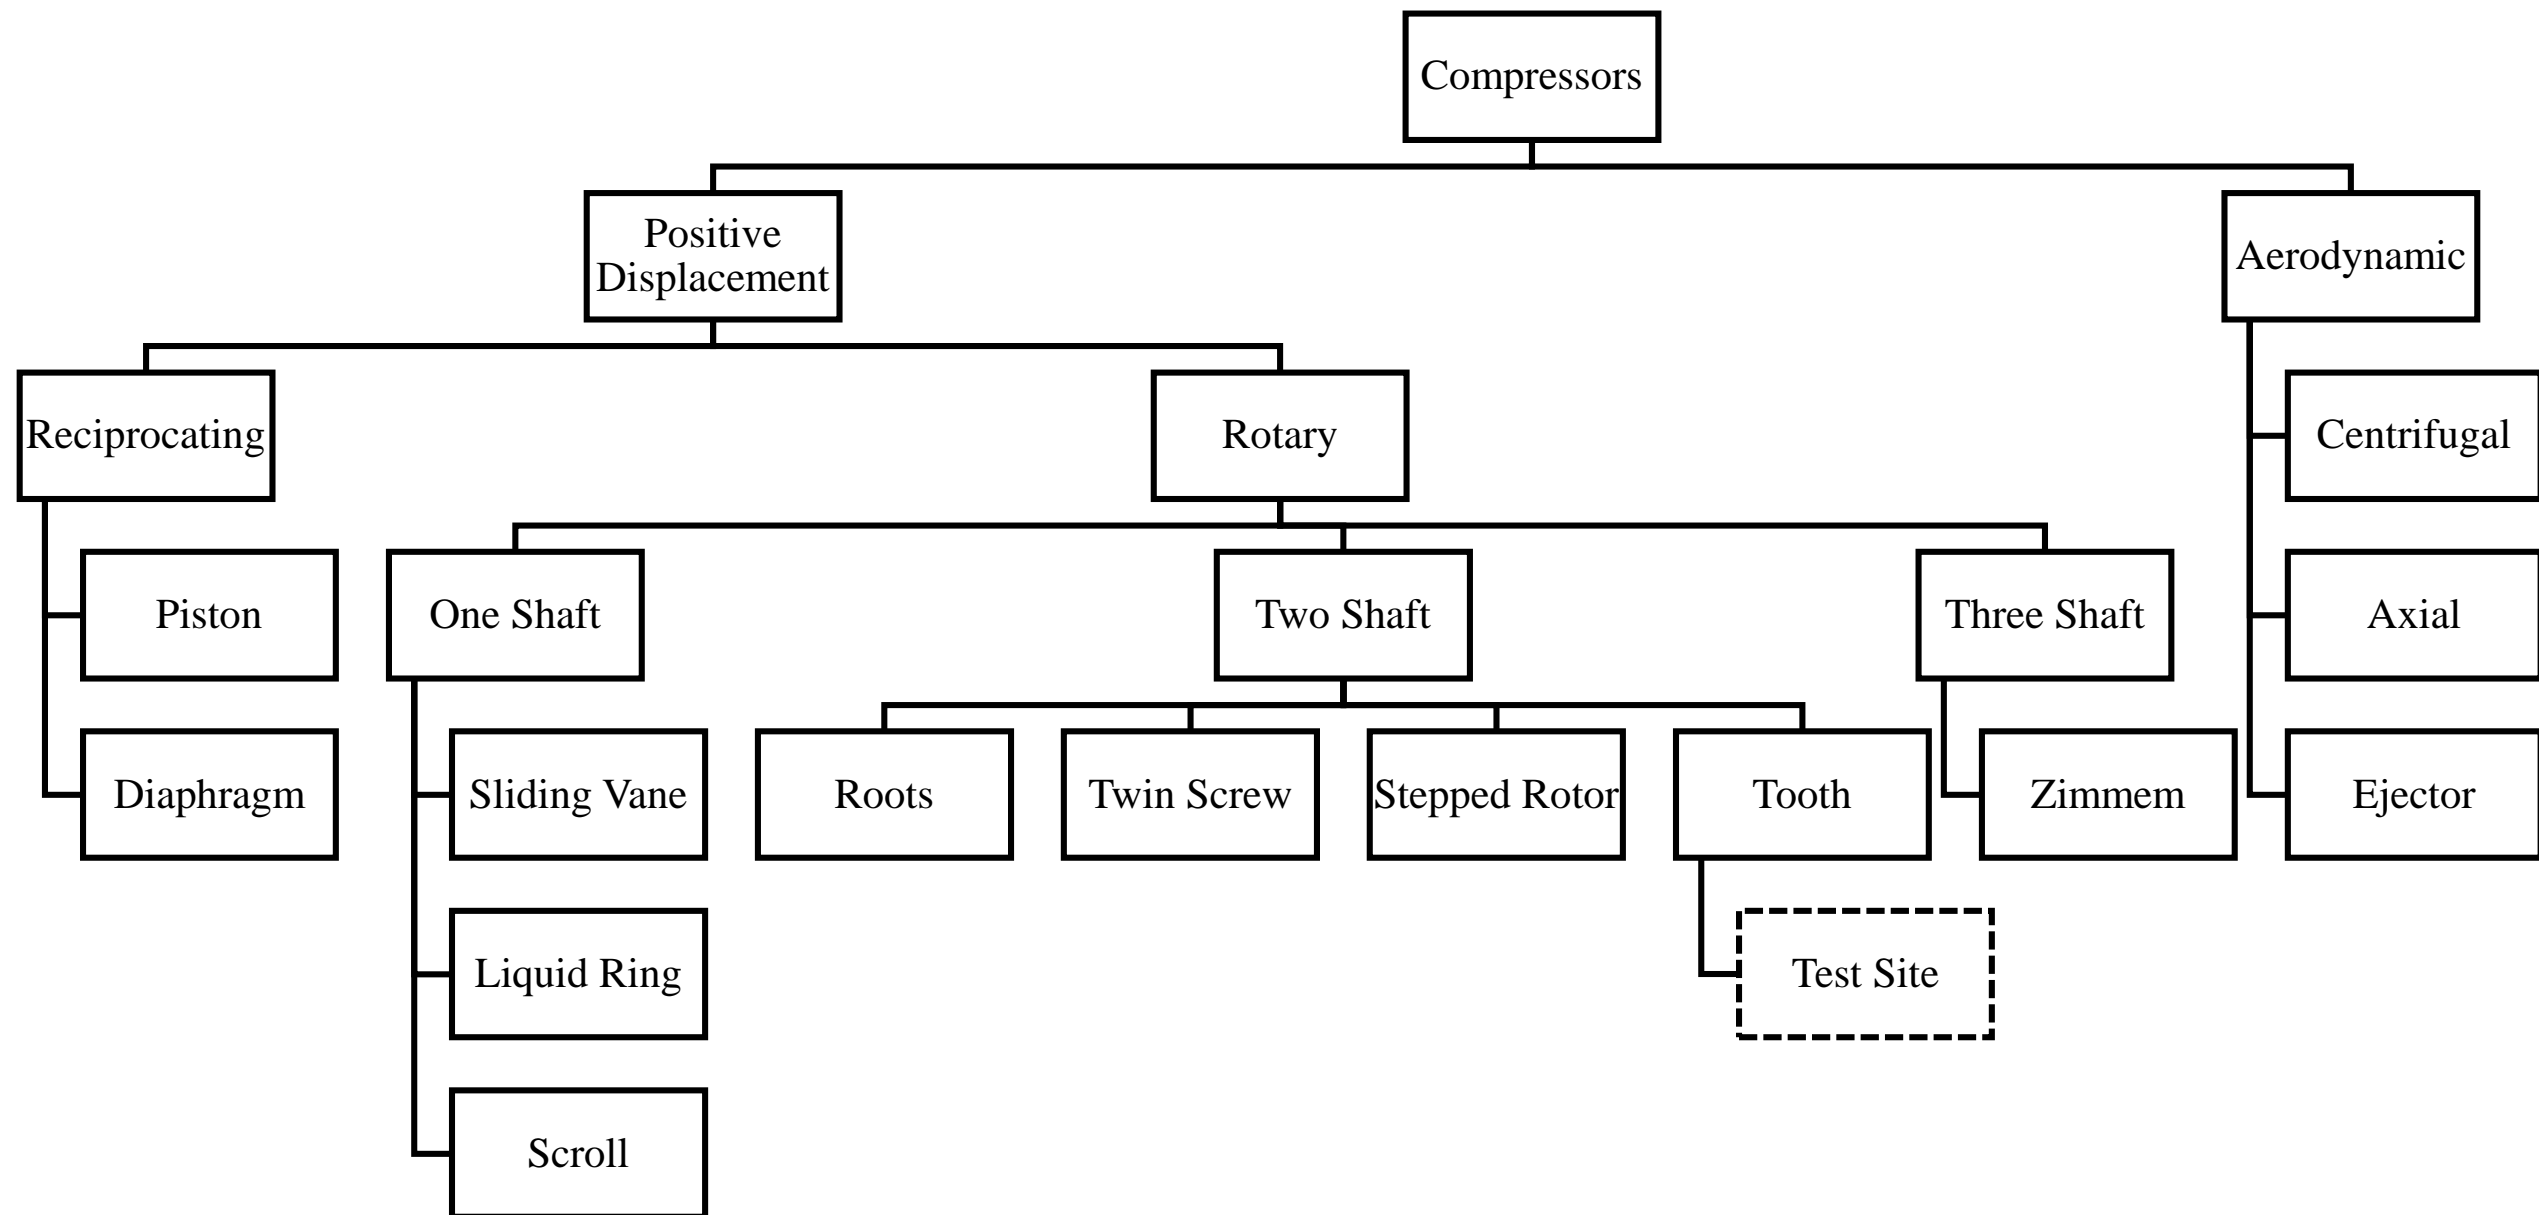 Compressors
Positive
Displacement
Aerodynamic
Reciprocating
Rotary
Centrifugal
Piston
One Shaft
Two Shaft
Three Shaft
Axial
Diaphragm
Sliding Vane
Roots
Twin Screw
Stepped Rotor
Tooth
Zimmem
Ejector
Liquid Ring
Test Site
Scroll